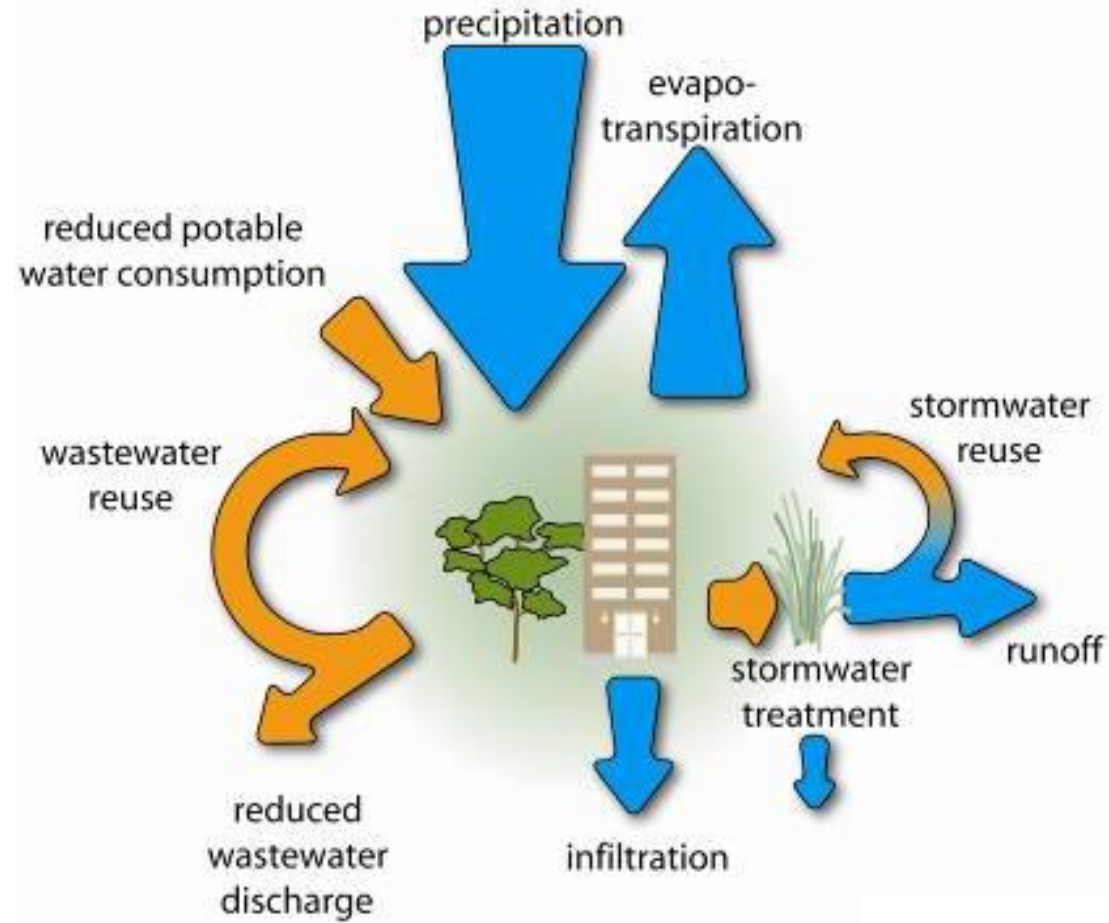 precipitation
evapo-
transpiration
reduced potable
water consumption
stormwater
reuse
wastewater
reuse
runoff
stormwater
treatment
reduced
wastewater
discharge
infiltration